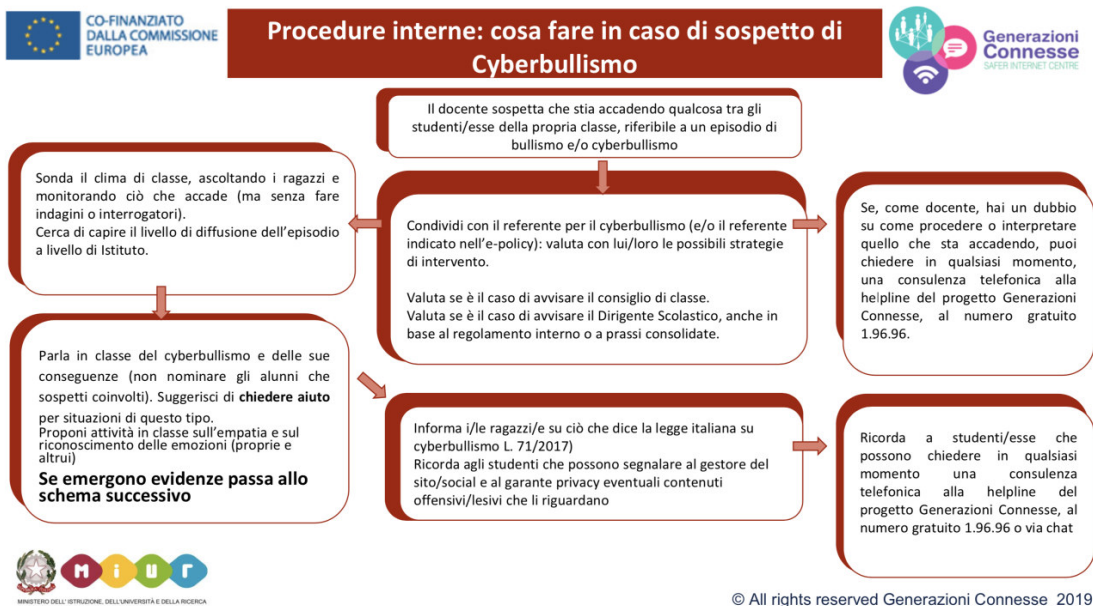 CO-FINANZIATO
DALLA COMMISSIONE
EUROPEA
Procedure interne: cosa fare in caso di sospetto di
Cyberbullismo
Generazioni
Connesse
SAFER INTERNET CENTRE
Il docente sospetta che stia accadendo qualcosa tra gli
studenti/esse della propria classe, riferibile a un episodio di
bullismo e/o cyberbullismo
Sonda il clima di classe, ascoltando i ragazzi e
monitorando ciò che accade (ma senza fare
indagini o interrogatori).
Cerca di capire il livello di diffusione dell'episodio
a livello di Istituto.
Condividi con il referente per il cyberbullismo (e/o il referente
indicato nell'e-policy): valuta con lui/loro le possibili strategie
di intervento.
Valuta se è il caso di avvisare il consiglio di classe.
Valuta se è il caso di avvisare il Dirigente Scolastico, anche in
base al regolamento interno o a prassi consolidate.
Se, come docente, hai un dubbio
su come procedere o interpretare
quello che sta accadendo, puoi
chiedere in qualsiasi momento,
una consulenza telefonica alla
helpline del progetto Generazioni
Connesse, al numero gratuito
1.96.96.
Parla in classe del cyberbullismo e delle sue
conseguenze (non nominare gli alunni che
sospetti coinvolti). Suggerisci di chiedere aiuto
per situazioni di questo tipo.
Proponi attività in classe sull'empatia e sul
riconoscimento delle emozioni (proprie e
altrui)
Se emergono evidenze passa allo
schema successivo
Informa i/le ragazzi/e su ciò che dice la legge italiana su
cyberbullismo L. 71/2017)
Ricorda agli studenti che possono segnalare al gestore del
sito/social e al garante privacy eventuali contenuti
offensivi/lesivi che li riguardano
Ricorda a studenti/esse che
possono chiedere in qualsiasi
momento una consulenza
telefonica alla helpline del
progetto Generazioni Connesse, al
numero gratuito 1.96.96 o via chat
miur
MINISTERO DELL'ISTRUZIONE, DELL'UNIVERSITÀ E DELLA RICERCA
© All rights reserved Generazioni Connesse 2019